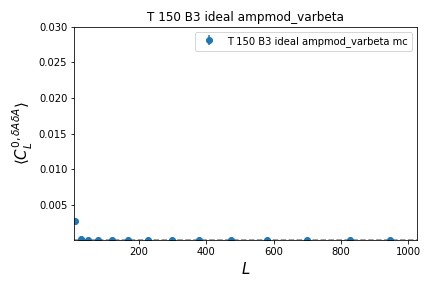 T 150 B3 ideal ampmod_varbeta
T 150 B3 ideal ampmod_varbeta mc
0.030
0.025
0.020
0.015
0.010
0.005
⟨C_L^{0, δAδA}⟩
200 400 600 800 1000
L